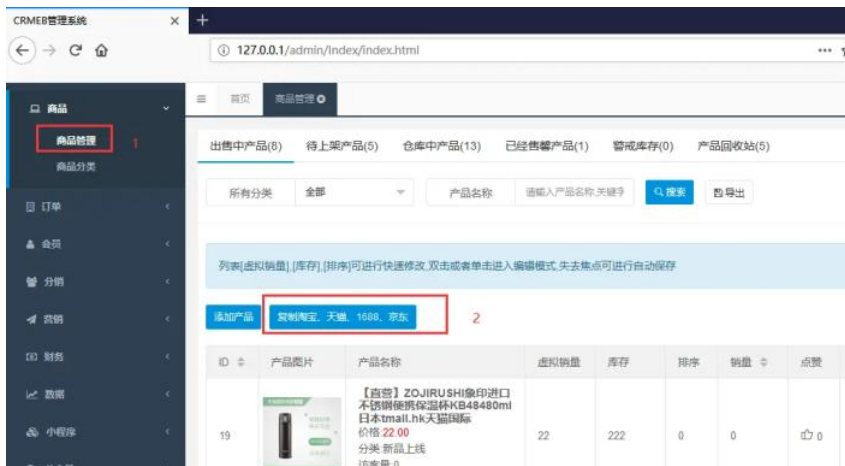 CRMEB管理系统
127.0.0.1/admin/Index/index.html
商品
首页 商品管理
商品管理 1
商品分类
出售中产品(8) 待上架产品(5) 仓库中产品(13) 已经售馨产品(1) 警戒库存(0) 产品回收站(5)
所有分类 全部 产品名称 请输入产品名称,关键字 搜索 导出
订单
会员
列表[虚拟销量],[库存],[排序]可进行快速修改,双击或者单击进入编辑模式,失去焦点可进行自动保存
分销
营销
添加产品 复制淘宝、天猫、1688、京东 2
财务
ID 产品图片 产品名称 虚拟销量 库存 排序 销量 点赞
数据
【直营】ZOJIRUSHI象印进口
不锈钢便携保温杯KB48480ml
日本tmall.hk天猫国际
小程序
19 价格:22.00 22 222 0 0 0
分类:新品上线
访客量:0